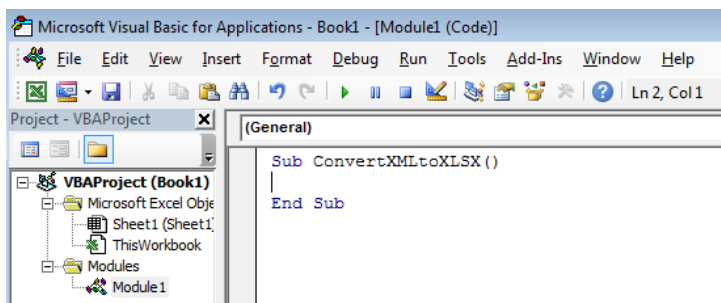 Microsoft Visual Basic for Applications - Book1 - [Module1 (Code)]
File Edit View Insert Format Debug Run Tools Add-Ins Window Help
Ln 2, Col 1
Project - VBAProject
(General)
VBAProject (Book1)
Microsoft Excel Obje
Sheet1 (Sheet1)
ThisWorkbook
Modules
Module1
Sub ConvertXMLtoXLSX()
End Sub